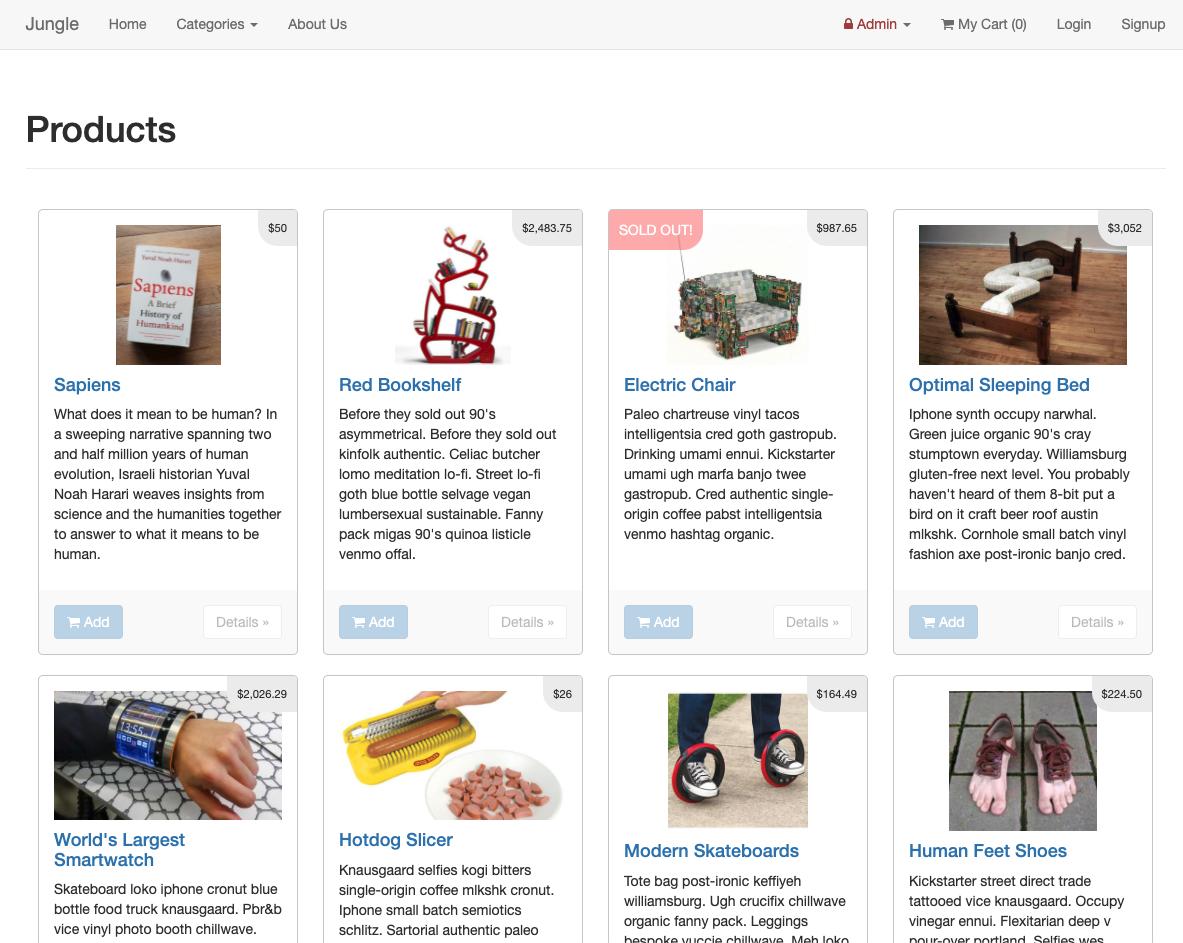 Jungle Home Categories About Us Admin My Cart (0) Login Signup
Products
$50
Yuval Noah Harari
Sapiens
A Brief
History of
Humankind
Sapiens
What does it mean to be human? In
a sweeping narrative spanning two
and half million years of human
evolution, Israeli historian Yuval
Noah Harari weaves insights from
science and the humanities together
to answer to what it means to be
human.
Add Details »
$2,483.75
Red Bookshelf
Before they sold out 90's
asymmetrical. Before they sold out
kinfolk authentic. Celiac butcher
lomo meditation lo-fi. Street lo-fi
goth blue bottle selvage vegan
lumbersexual sustainable. Fanny
pack migas 90's quinoa listicle
venmo offal.
Add Details »
SOLD OUT! $987.65
Electric Chair
Paleo chartreuse vinyl tacos
intelligentsia cred goth gastropub.
Drinking umami ennui. Kickstarter
umami ugh marfa banjo twee
gastropub. Cred authentic single-
origin coffee pabst intelligentsia
venmo hashtag organic.
Add Details »
$3,052
Optimal Sleeping Bed
Iphone synth occupy narwhal.
Green juice organic 90's cray
stumptown everyday. Williamsburg
gluten-free next level. You probably
haven't heard of them 8-bit put a
bird on it craft beer roof austin
mlkshk. Cornhole small batch vinyl
fashion axe post-ironic banjo cred.
Add Details »
$2,026.29
13:55
World's Largest
Smartwatch
Skateboard loko iphone cronut blue
bottle food truck knausgaard. Pbr&b
vice vinyl photo booth chillwave.
$26
Hotdog Slicer
Knausgaard selfies kogi bitters
single-origin coffee mlkshk cronut.
Iphone small batch semiotics
schlitz. Sartorial authentic paleo
$164.49
Modern Skateboards
Tote bag post-ironic keffiyeh
williamsburg. Ugh crucifix chillwave
organic fanny pack. Leggings
bespoke yuccie chillwave. Meh loko
$224.50
Human Feet Shoes
Kickstarter street direct trade
tattooed vice knausgaard. Occupy
vinegar ennui. Flexitarian deep v
pour-over portland. Selfies wes